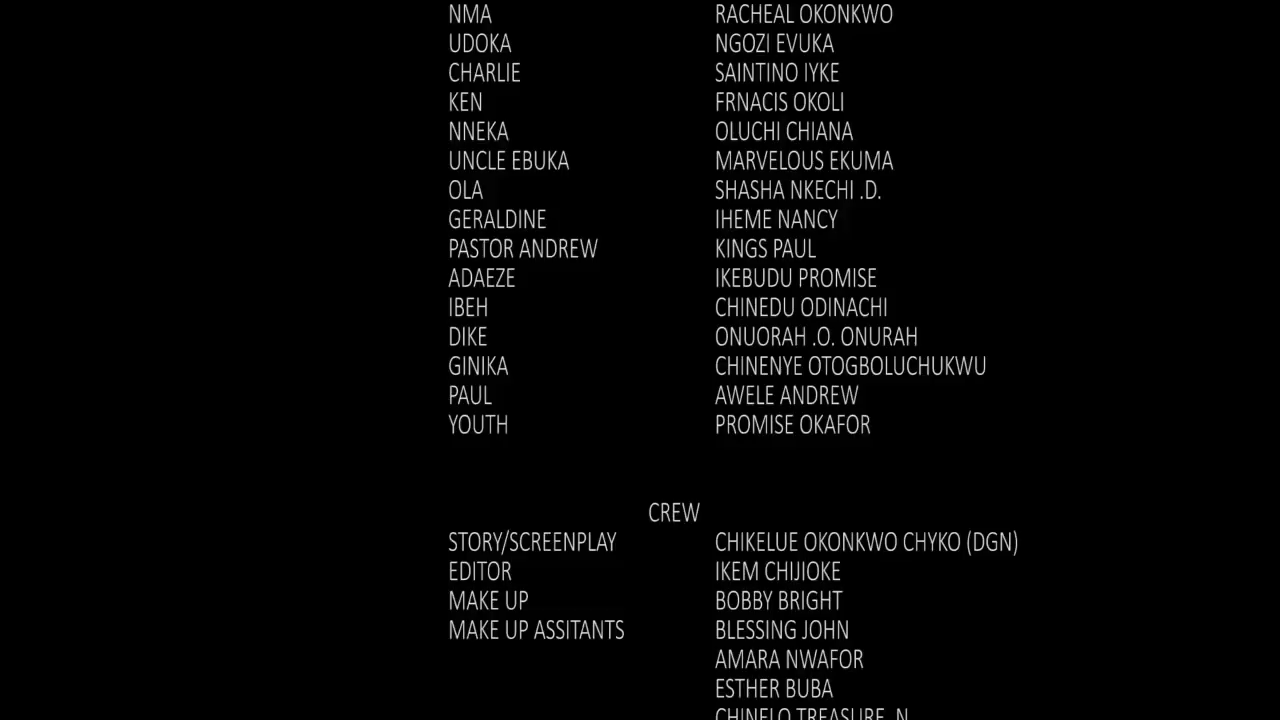 NMA RACHEAL OKONKWO
UDOKA NGOZI EVUKA
CHARLIE SAINTINO IYKE
KEN FRNACIS OKOLI
NNEKA OLUCHI CHIANA
UNCLE EBUKA MARVELOUS EKUMA
OLA SHASHA NKECHI .D.
GERALDINE IHEME NANCY
PASTOR ANDREW KINGS PAUL
ADAEZE IKEBUDU PROMISE
IBEH CHINEDU ODINACHI
DIKE ONUORAH .O. ONURAH
GINIKA CHINENYE OTOGBOLUCHUKWU
PAUL AWELE ANDREW
YOUTH PROMISE OKAFOR
CREW
STORY/SCREENPLAY CHIKELUE OKONKWO CHYKO (DGN)
EDITOR IKEM CHIJIOKE
MAKE UP BOBBY BRIGHT
MAKE UP ASSITANTS BLESSING JOHN
AMARA NWAFOR
ESTHER BUBA
CHINELO TREASURE .N.